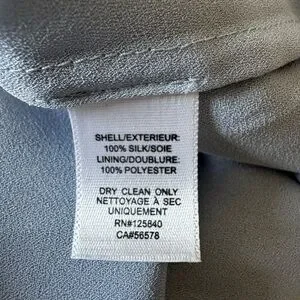 SHELL/EXTERIEUR:
100% SILK/SOIE
LINING/DOUBLURE:
100% POLYESTER
DRY CLEAN ONLY
NETTOYAGE À SEC
UNIQUEMENT
RN#125840
CA#56578